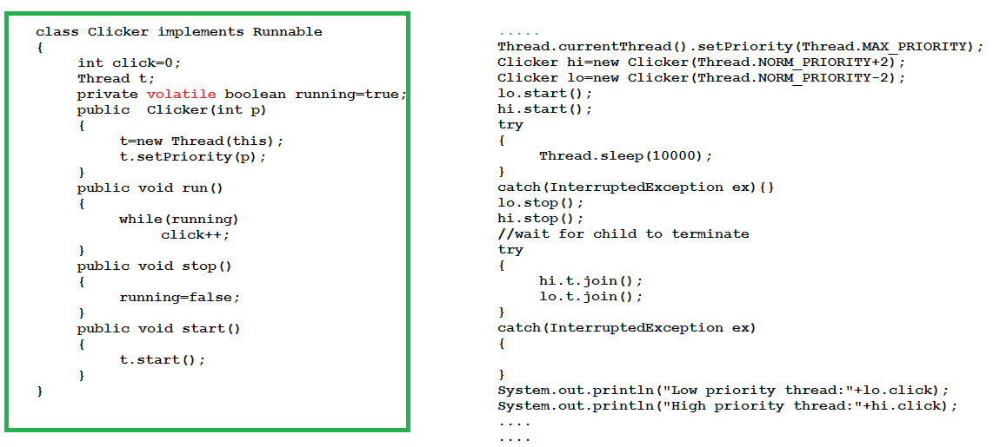 class Clicker implements Runnable
{
int click=0;
Thread t;
private volatile boolean running=true;
public  Clicker(int p)
{
t=new Thread(this);
t.setPriority(p);
}
public void run()
{
while(running)
click++;
}
public void stop()
{
running=false;
}
public void start()
{
t.start();
}
}
.....
Thread.currentThread().setPriority(Thread.MAX_PRIORITY);
Clicker hi=new Clicker(Thread.NORM_PRIORITY+2);
Clicker lo=new Clicker(Thread.NORM_PRIORITY-2);
lo.start();
hi.start();
try
{
Thread.sleep(10000);
}
catch(InterruptedException ex){}
lo.stop();
hi.stop();
//wait for child to terminate
try
{
hi.t.join();
lo.t.join();
}
catch(InterruptedException ex)
{
}
System.out.println("Low priority thread:"+lo.click);
System.out.println("High priority thread:"+hi.click);
....
....